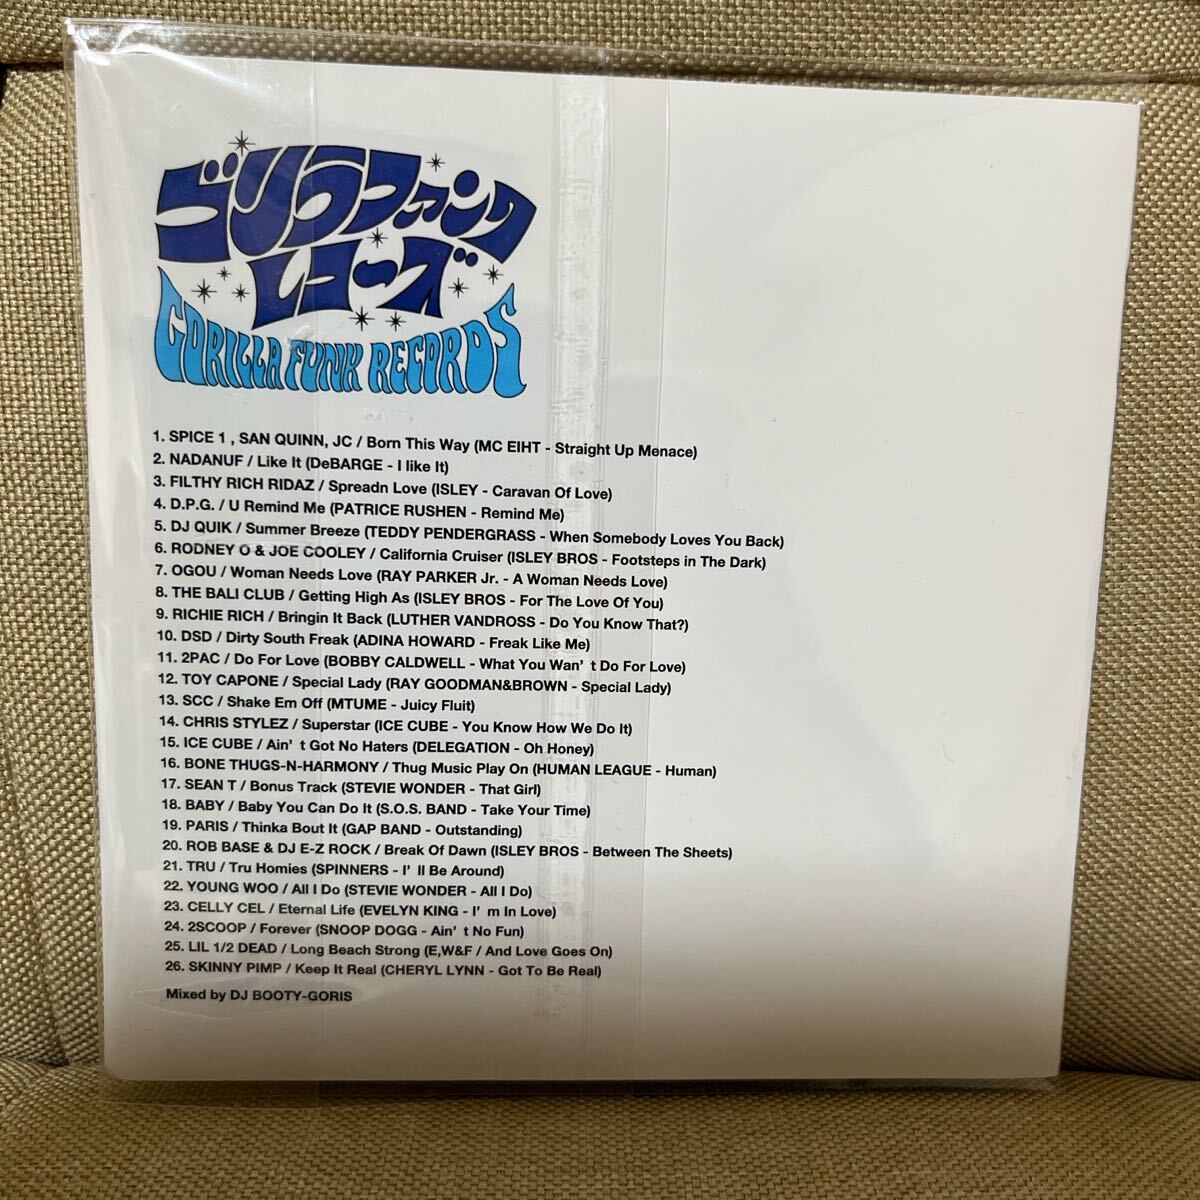 ゴリラファンク
レコーズ
GORILLA FUNK RECORDS
1. SPICE 1 , SAN QUINN, JC / Born This Way (MC EIHT - Straight Up Menace)
2. NADANUF / Like It (DeBARGE - I like It)
3. FILTHY RICH RIDAZ / Spreadn Love (ISLEY - Caravan Of Love)
4. D.P.G. / U Remind Me (PATRICE RUSHEN - Remind Me)
5. DJ QUIK / Summer Breeze (TEDDY PENDERGRASS - When Somebody Loves You Back)
6. RODNEY O & JOE COOLEY / California Cruiser (ISLEY BROS - Footsteps in The Dark)
7. OGOU / Woman Needs Love (RAY PARKER Jr. - A Woman Needs Love)
8. THE BALI CLUB / Getting High As (ISLEY BROS - For The Love Of You)
9. RICHIE RICH / Bringin It Back (LUTHER VANDROSS - Do You Know That?)
10. DSD / Dirty South Freak (ADINA HOWARD - Freak Like Me)
11. 2PAC / Do For Love (BOBBY CALDWELL - What You Wan’ t Do For Love)
12. TOY CAPONE / Special Lady (RAY GOODMAN&BROWN - Special Lady)
13. SCC / Shake Em Off (MTUME - Juicy Fluit)
14. CHRIS STYLEZ / Superstar (ICE CUBE - You Know How We Do It)
15. ICE CUBE / Ain’ t Got No Haters (DELEGATION - Oh Honey)
16. BONE THUGS-N-HARMONY / Thug Music Play On (HUMAN LEAGUE - Human)
17. SEAN T / Bonus Track (STEVIE WONDER - That Girl)
18. BABY / Baby You Can Do It (S.O.S. BAND - Take Your Time)
19. PARIS / Thinka Bout It (GAP BAND - Outstanding)
20. ROB BASE & DJ E-Z ROCK / Break Of Dawn (ISLEY BROS - Between The Sheets)
21. TRU / Tru Homies (SPINNERS - I’ ll Be Around)
22. YOUNG WOO / All I Do (STEVIE WONDER - All I Do)
23. CELLY CEL / Eternal Life (EVELYN KING - I’ m In Love)
24. 2SCOOP / Forever (SNOOP DOGG - Ain’ t No Fun)
25. LIL 1/2 DEAD / Long Beach Strong (E,W&F / And Love Goes On)
26. SKINNY PIMP / Keep It Real (CHERYL LYNN - Got To Be Real)
Mixed by DJ BOOTY-GORIS